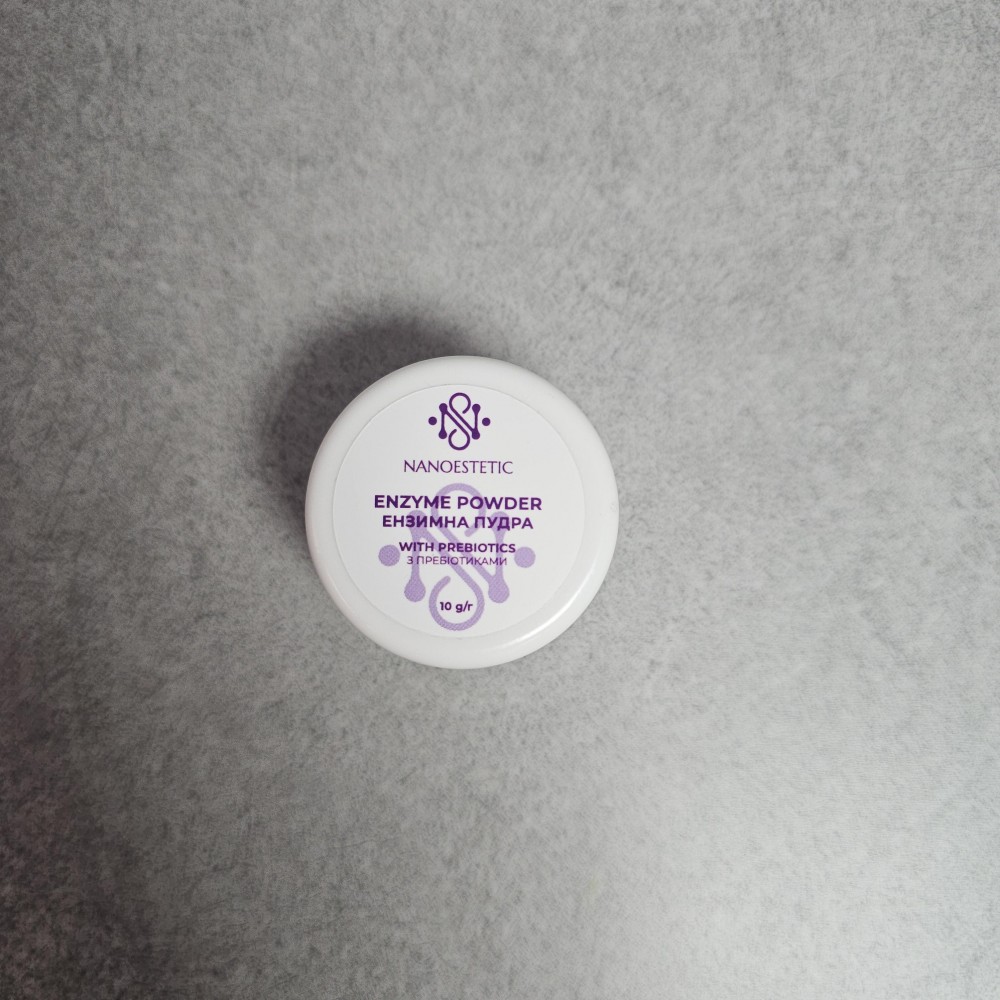 NANOESTETIC
ENZYME POWDER
ЕНЗИМНА ПУДРА
WITH PREBIOTICS
З ПРЕБІОТИКАМИ
10 g/г